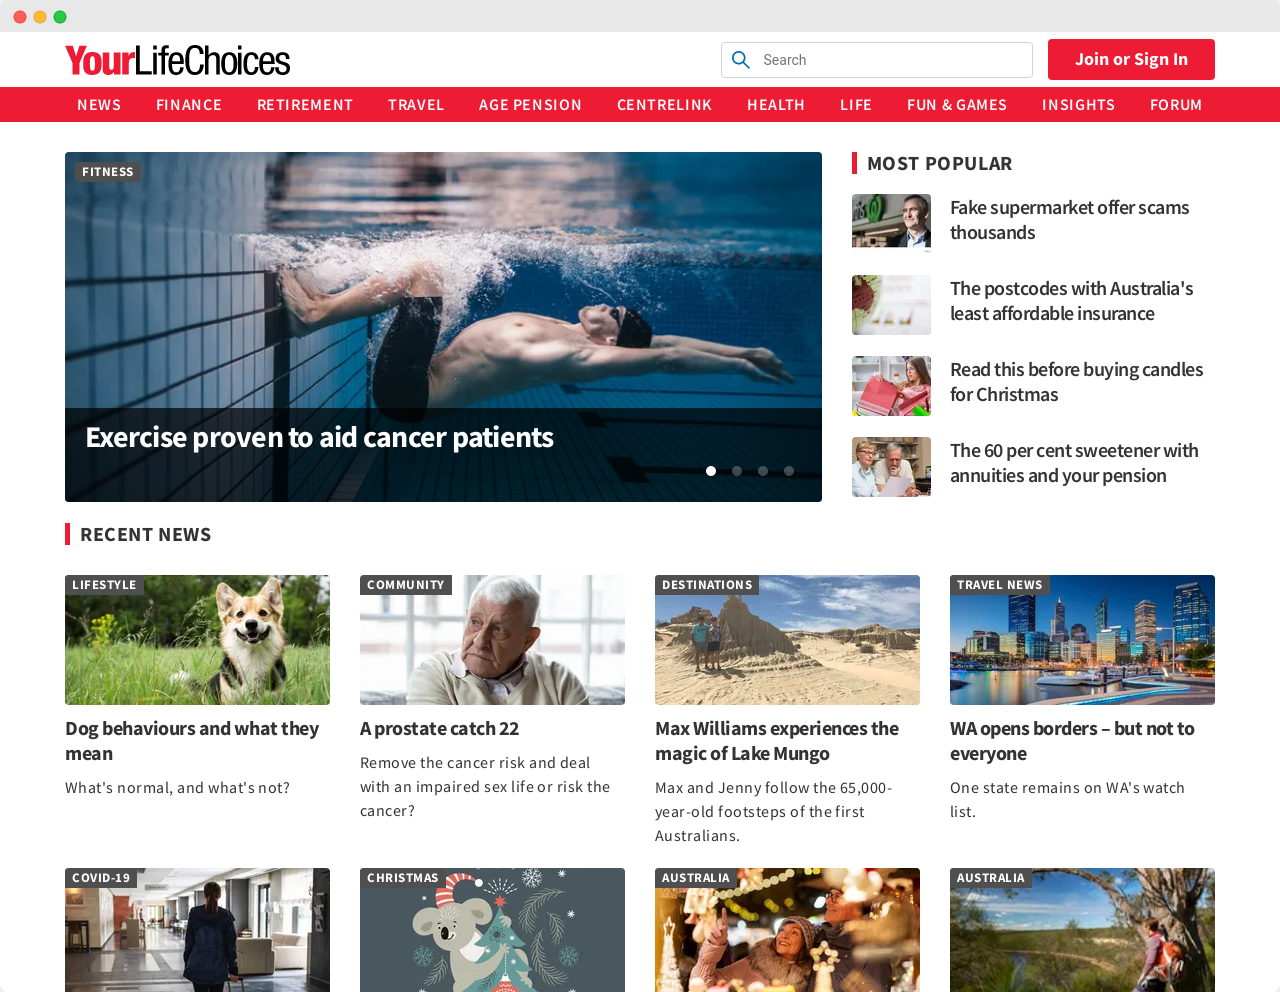 YourLifeChoices
Search
Join or Sign In
NEWS
FINANCE
RETIREMENT
TRAVEL
AGE PENSION
CENTRELINK
HEALTH
LIFE
FUN & GAMES
INSIGHTS
FORUM
FITNESS
Exercise proven to aid cancer patients
MOST POPULAR
Fake supermarket offer scams
thousands
The postcodes with Australia's
least affordable insurance
Read this before buying candles
for Christmas
The 60 per cent sweetener with
annuities and your pension
RECENT NEWS
LIFESTYLE
Dog behaviours and what they
mean
What's normal, and what's not?
COMMUNITY
A prostate catch 22
Remove the cancer risk and deal
with an impaired sex life or risk the
cancer?
DESTINATIONS
Max Williams experiences the
magic of Lake Mungo
Max and Jenny follow the 65,000-
year-old footsteps of the first
Australians.
TRAVEL NEWS
WA opens borders – but not to
everyone
One state remains on WA's watch
list.
COVID-19
CHRISTMAS
AUSTRALIA
AUSTRALIA